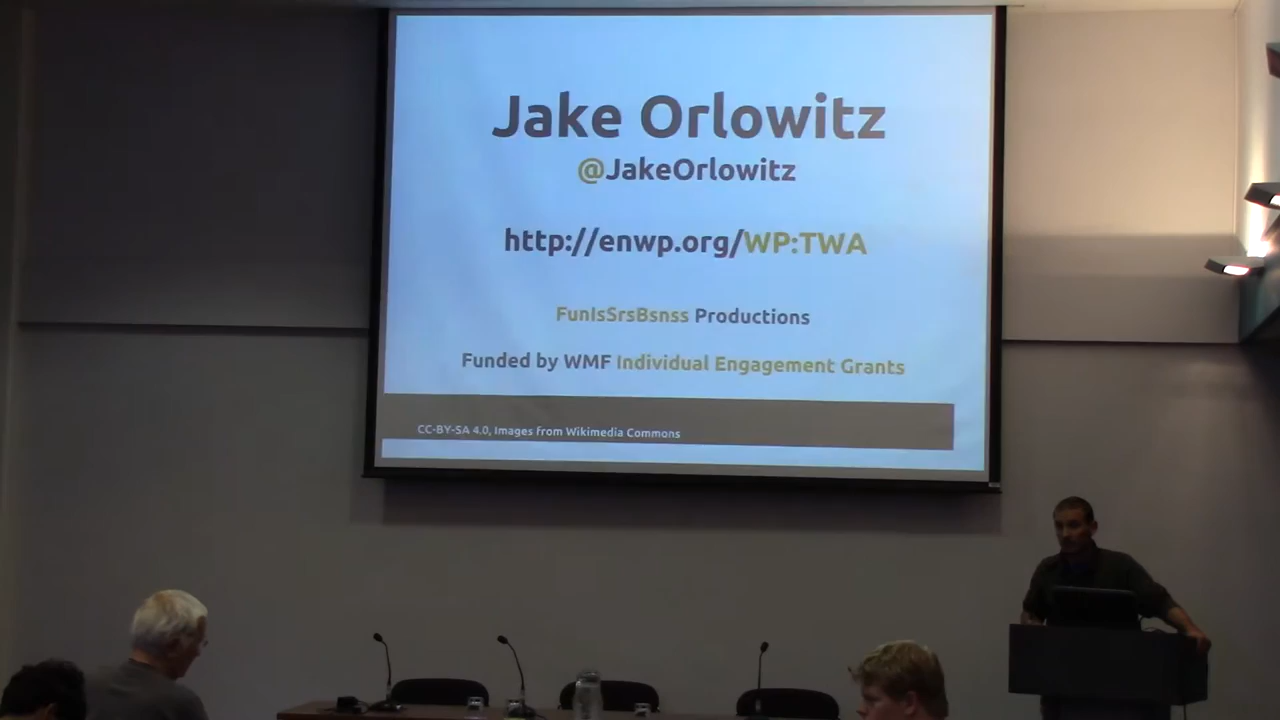 Jake Orlowitz
@JakeOrlowitz
http://enwp.org/WP:TWA
FunIsSrsBsnss Productions
Funded by WMF Individual Engagement Grants
CC-BY-SA 4.0, Images from Wikimedia Commons